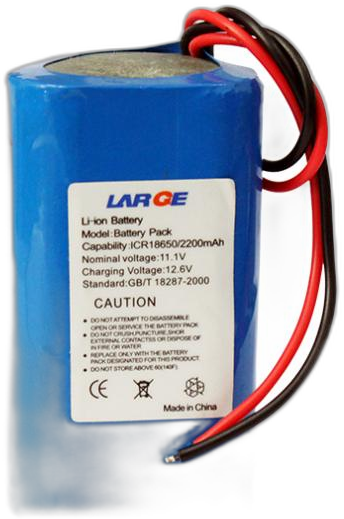 LARGE
Li-ion Battery
Model:Battery Pack
Capability:ICR18650/2200mAh
Nominal voltage:11.1V
Charging Voltage:12.6V
Standard:GB/T 18287-2000
CAUTION
● DO NOT ATTEMPT TO DISASSEMBLE
OPEN OR SERVICE THE BATTERY PACK
● DO NOT CRUSH,PUNCTURE,SHOR
EXTERNAL CONTACTSS OR DISPOSE OF
IN FIRE OR WATER
● REPLACE ONLY WITH THE BATTERY
PACK DESIGNATED FOR THIS PRODUCT
● DO NOT STORE ABOVE 60(140F);
CE
Made in China